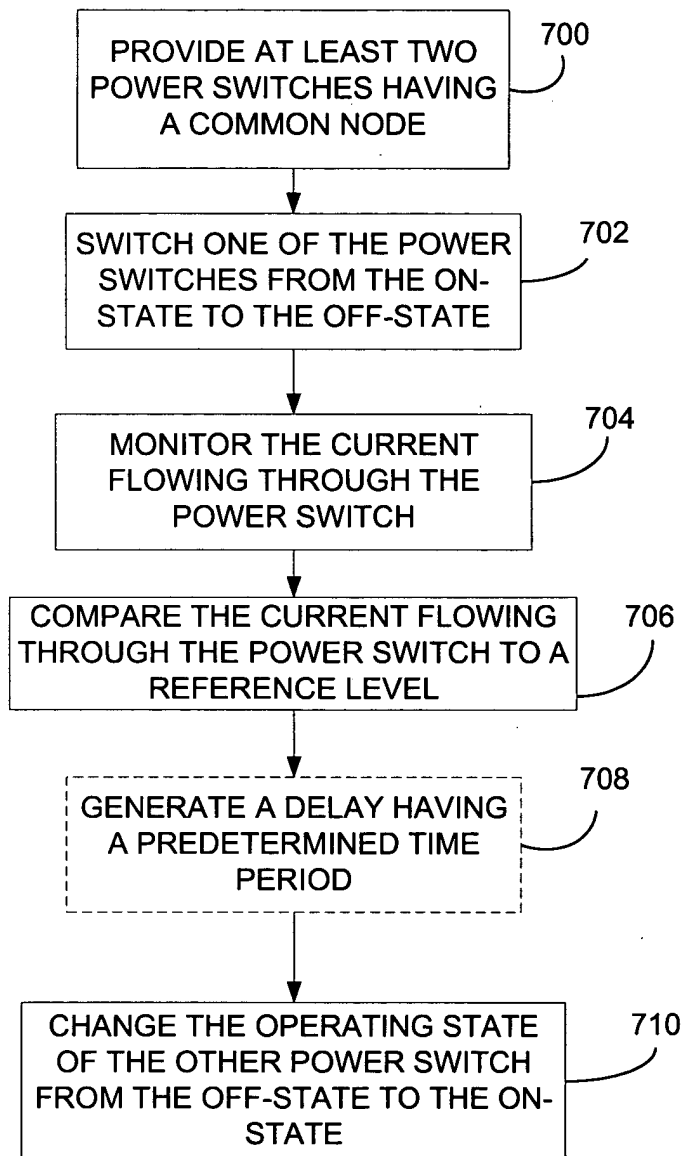 PROVIDE AT LEAST TWO
POWER SWITCHES HAVING
A COMMON NODE
700
SWITCH ONE OF THE POWER
SWITCHES FROM THE ON-
STATE TO THE OFF-STATE
702
MONITOR THE CURRENT
FLOWING THROUGH THE
POWER SWITCH
704
COMPARE THE CURRENT FLOWING
THROUGH THE POWER SWITCH TO A
REFERENCE LEVEL
706
GENERATE A DELAY HAVING
A PREDETERMINED TIME
PERIOD
708
CHANGE THE OPERATING STATE
OF THE OTHER POWER SWITCH
FROM THE OFF-STATE TO THE ON-
STATE
710